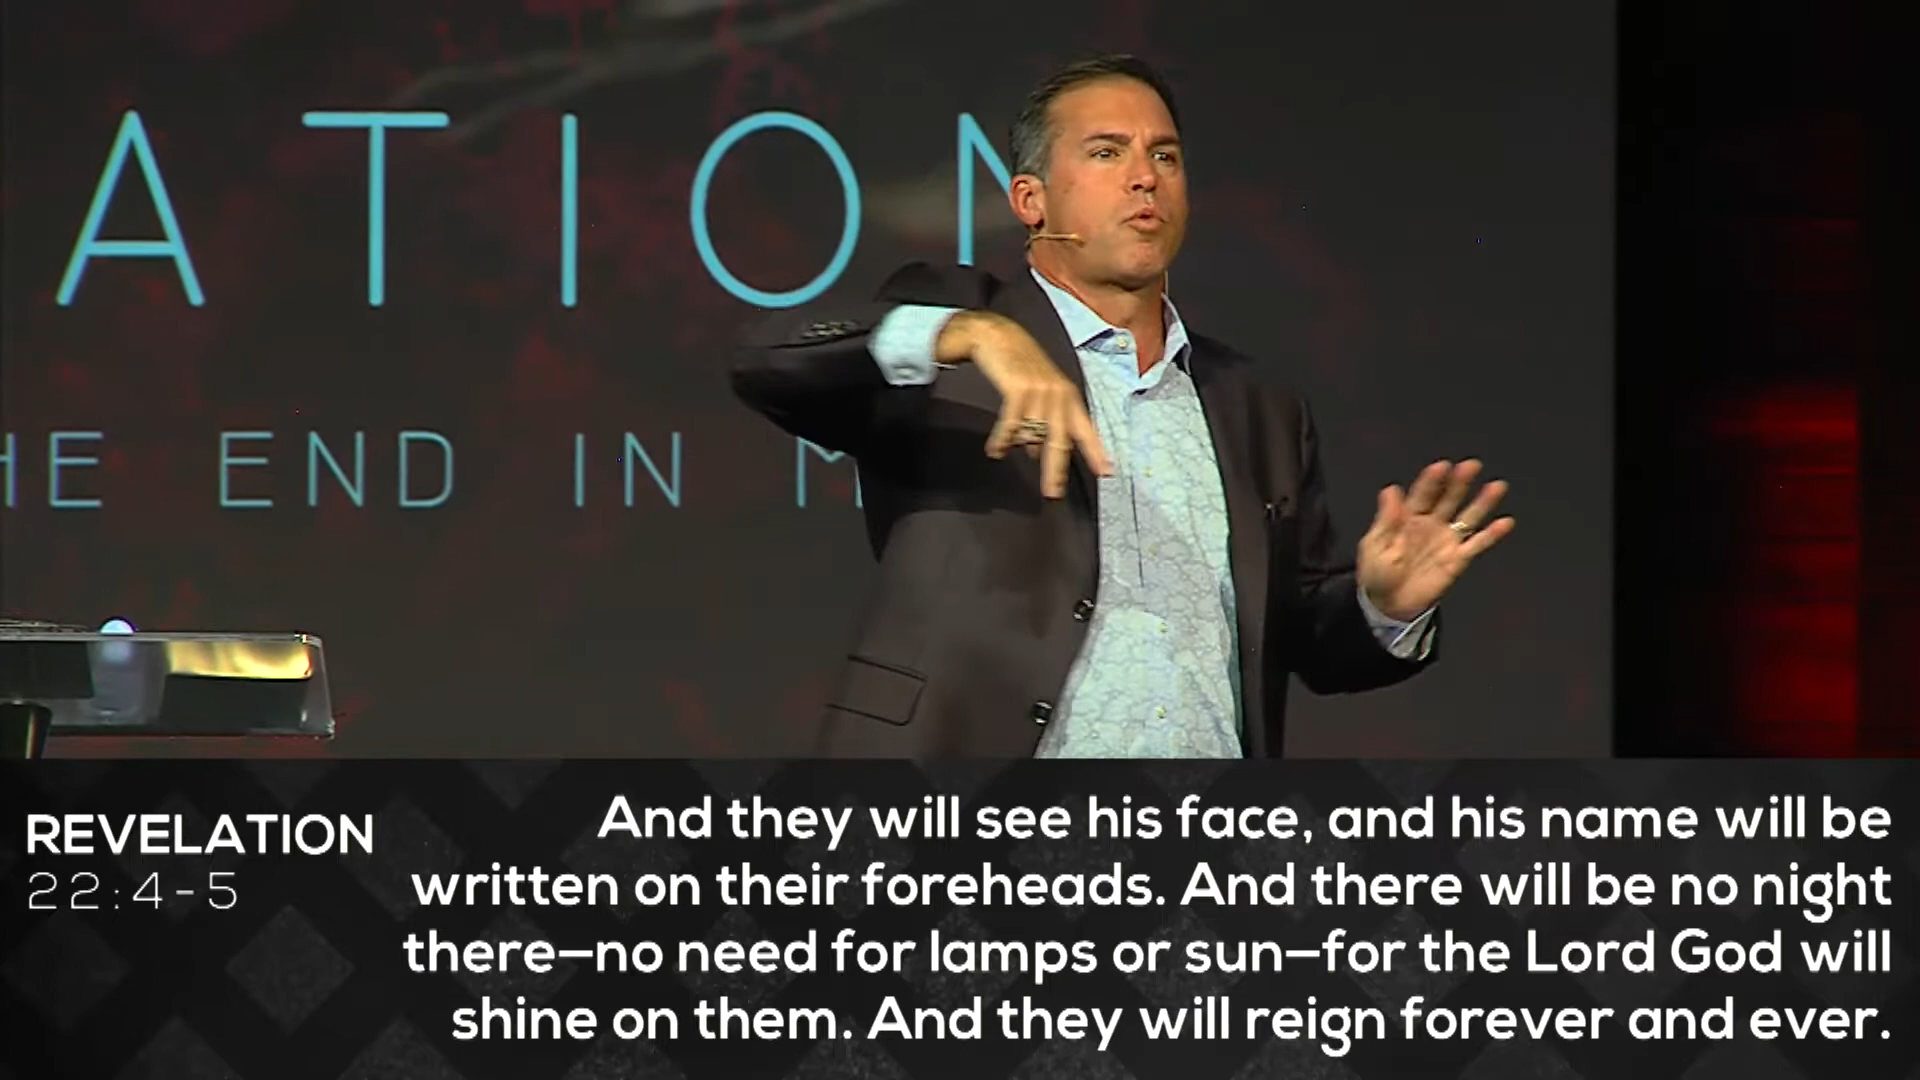 ATION
HE END IN M
REVELATION
22:4-5
And they will see his face, and his name will be
written on their foreheads. And there will be no night
there—no need for lamps or sun—for the Lord God will
shine on them. And they will reign forever and ever.